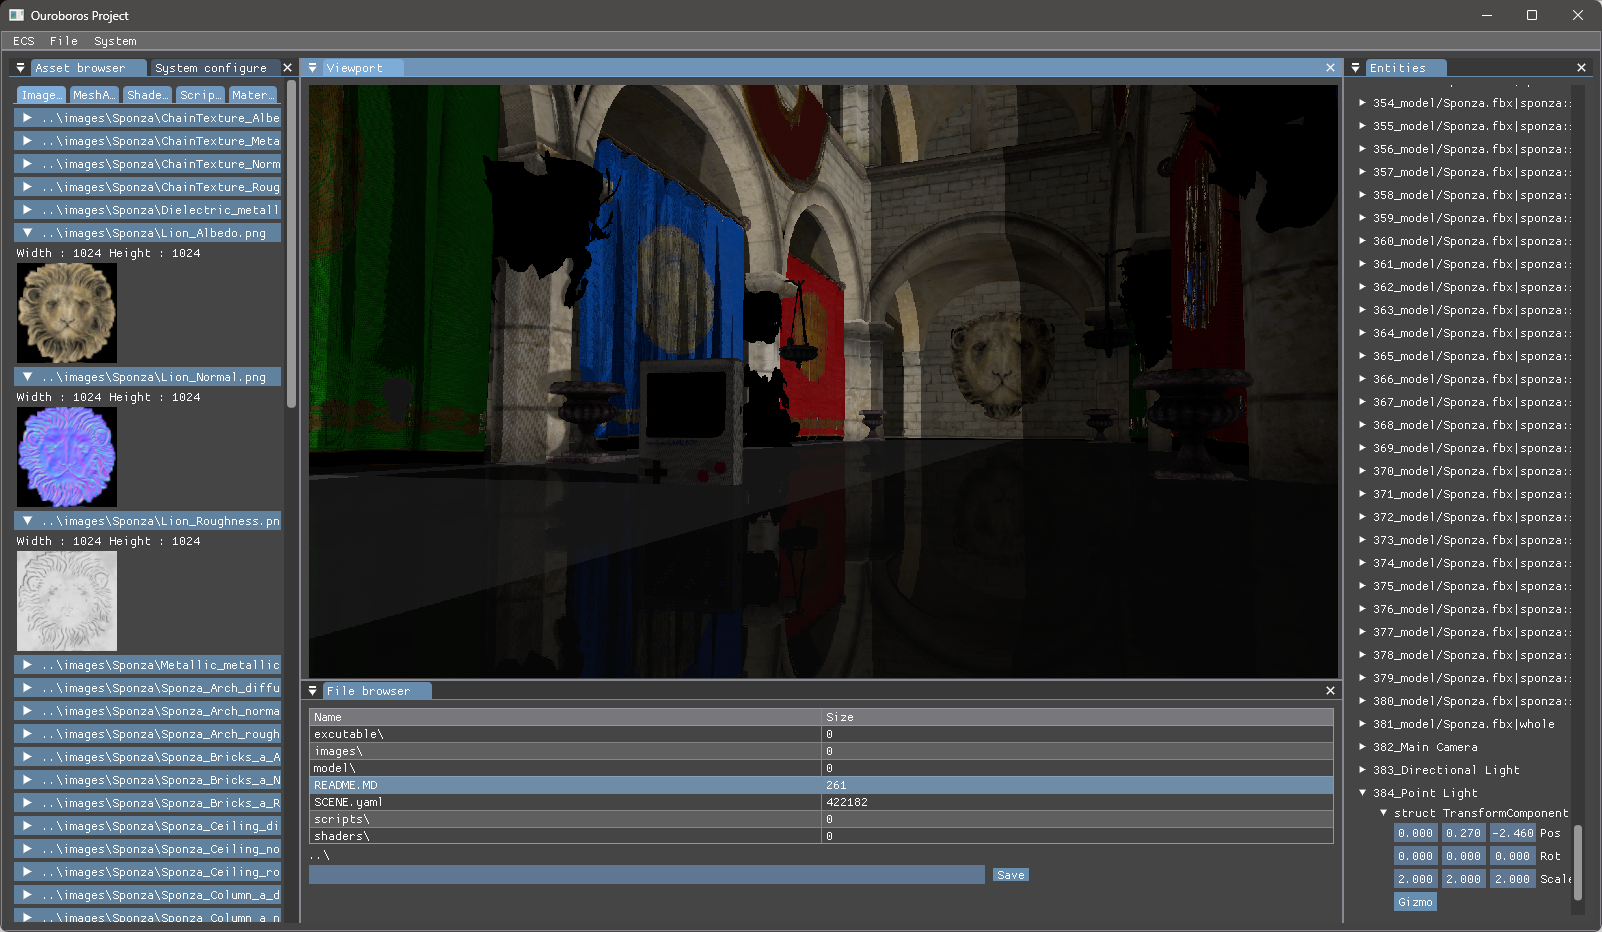 Ouroboros Project
ECS File System
Asset browser System configure
Image… MeshA… Shade… Scrip… Mater…
..\images\Sponza\ChainTexture_Albe
..\images\Sponza\ChainTexture_Meta
..\images\Sponza\ChainTexture_Norm
..\images\Sponza\ChainTexture_Roug
..\images\Sponza\Dielectric_metall
..\images\Sponza\Lion_Albedo.png
Width : 1024 Height : 1024
..\images\Sponza\Lion_Normal.png
Width : 1024 Height : 1024
..\images\Sponza\Lion_Roughness.pn
Width : 1024 Height : 1024
..\images\Sponza\Metallic_metallic
..\images\Sponza\Sponza_Arch_diffu
..\images\Sponza\Sponza_Arch_norma
..\images\Sponza\Sponza_Arch_rough
..\images\Sponza\Sponza_Bricks_a_A
..\images\Sponza\Sponza_Bricks_a_N
..\images\Sponza\Sponza_Bricks_a_R
..\images\Sponza\Sponza_Ceiling_di
..\images\Sponza\Sponza_Ceiling_no
..\images\Sponza\Sponza_Ceiling_ro
..\images\Sponza\Sponza_Column_a_d
..\images\Sponza\Sponza_Column_a_n
Viewport
File browser
Name Size
excutable\ 0
images\ 0
model\ 0
README.MD 261
SCENE.yaml 422182
scripts\ 0
shaders\ 0
..\
Save
Entities
354_model/Sponza.fbx|sponza::
355_model/Sponza.fbx|sponza::
356_model/Sponza.fbx|sponza::
357_model/Sponza.fbx|sponza::
358_model/Sponza.fbx|sponza::
359_model/Sponza.fbx|sponza::
360_model/Sponza.fbx|sponza::
361_model/Sponza.fbx|sponza::
362_model/Sponza.fbx|sponza::
363_model/Sponza.fbx|sponza::
364_model/Sponza.fbx|sponza::
365_model/Sponza.fbx|sponza::
366_model/Sponza.fbx|sponza::
367_model/Sponza.fbx|sponza::
368_model/Sponza.fbx|sponza::
369_model/Sponza.fbx|sponza::
370_model/Sponza.fbx|sponza::
371_model/Sponza.fbx|sponza::
372_model/Sponza.fbx|sponza::
373_model/Sponza.fbx|sponza::
374_model/Sponza.fbx|sponza::
375_model/Sponza.fbx|sponza::
376_model/Sponza.fbx|sponza::
377_model/Sponza.fbx|sponza::
378_model/Sponza.fbx|sponza::
379_model/Sponza.fbx|sponza::
380_model/Sponza.fbx|sponza::
381_model/Sponza.fbx|whole
382_Main Camera
383_Directional Light
384_Point Light
struct TransformComponent
0.000 0.270 -2.460 Pos
0.000 0.000 0.000 Rot
2.000 2.000 2.000 Scale
Gizmo